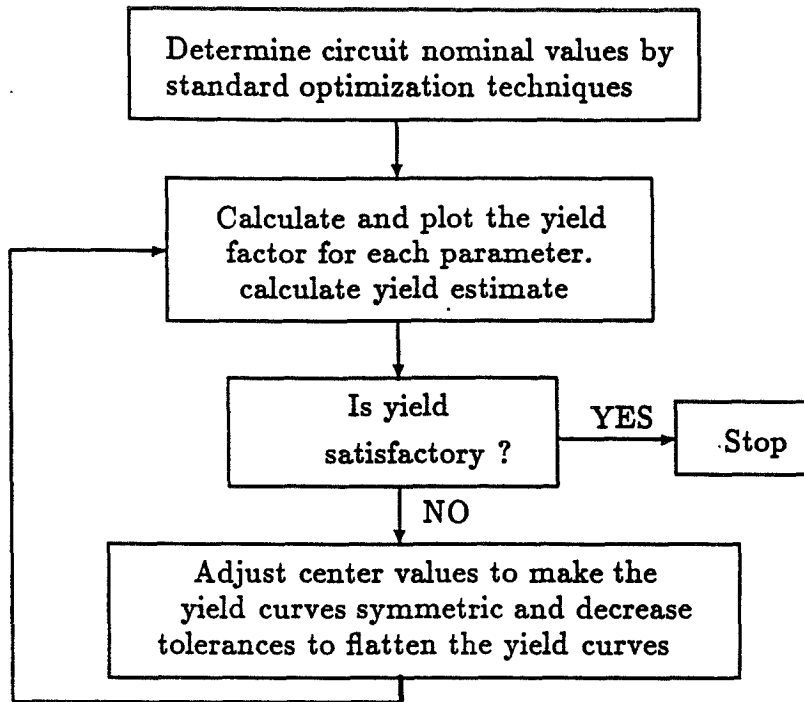 Determine circuit nominal values by
standard optimization techniques
Calculate and plot the yield
factor for each parameter.
calculate yield estimate
Is yield
satisfactory ?
YES
Stop
NO
Adjust center values to make the
yield curves symmetric and decrease
tolerances to flatten the yield curves